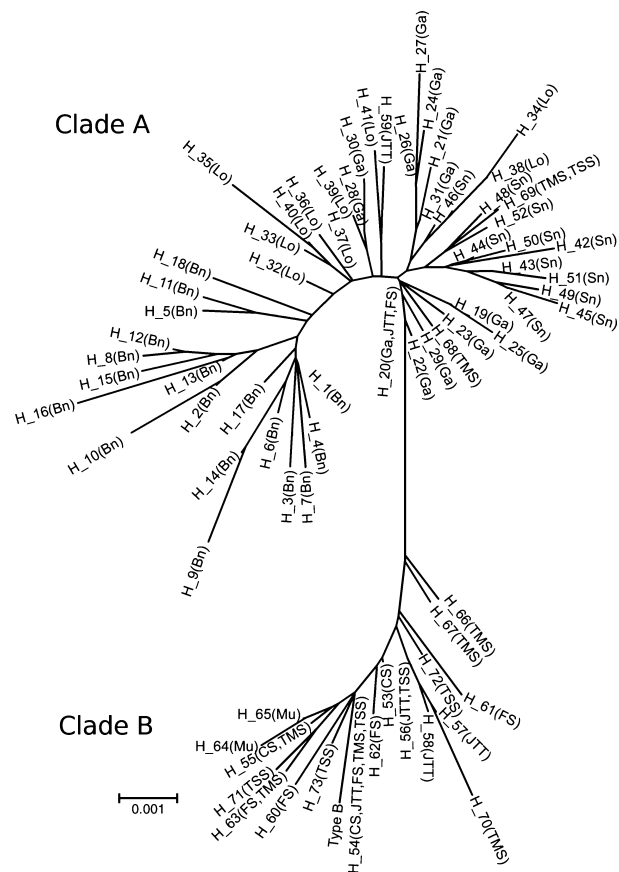 Clade A
H_27(Ga)
H_24(Ga)
H_21(Ga)
H_26(Ga)
H_59(JTT)
H_41(Lo)
H_30(Ga)
H_28(Ga)
H_39(Lo)
H_37(Lo)
H_36(Lo)
H_40(Lo)
H_35(Lo)
H_33(Lo)
H_32(Lo)
H_31(Ga)
H_46(Sn)
H_34(Lo)
H_38(Lo)
H_48(Sn)
H_69(TMS,TSS)
H_52(Sn)
H_44(Sn)
H_50(Sn)
H_42(Sn)
H_43(Sn)
H_51(Sn)
H_49(Sn)
H_45(Sn)
H_47(Sn)
H_19(Ga)
H_25(Ga)
H_23(Ga)
H_68(TMS)
H_29(Ga)
H_22(Ga)
H_20(Ga,JTT,FS)
H_18(Bn)
H_11(Bn)
H_5(Bn)
H_12(Bn)
H_8(Bn)
H_15(Bn)
H_13(Bn)
H_16(Bn)
H_2(Bn)
H_10(Bn)
H_17(Bn)
H_1(Bn)
H_4(Bn)
H_6(Bn)
H_14(Bn)
H_3(Bn)
H_7(Bn)
H_9(Bn)
H_66(TMS)
H_67(TMS)
H_72(TSS)
H_61(FS)
H_57(JTT)
H_53(CS)
H_56(JTT,TSS)
H_58(JTT)
H_70(TMS)
H_62(FS)
H_65(Mu)
Clade B
H_64(Mu)
H_55(CS,TMS)
H_71(TSS)
H_63(FS,TMS)
H_60(FS)
H_73(TSS)
Type B
H_54(CS,JTT,FS,TMS,TSS)
0.001